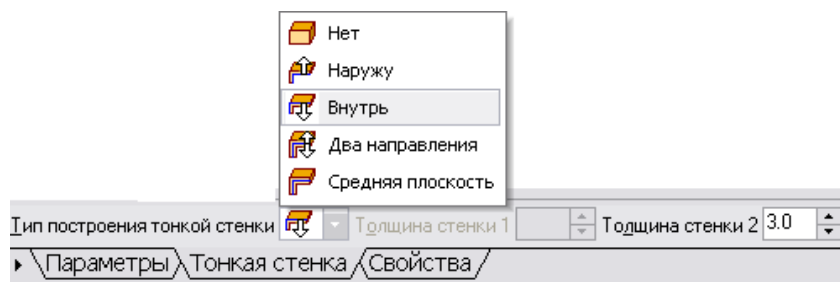 Нет
Наружу
Внутрь
Два направления
Средняя плоскость
Тип построения тонкой стенки Толщина стенки 1 Толщина стенки 2 3.0
Параметры Тонкая стенка Свойства